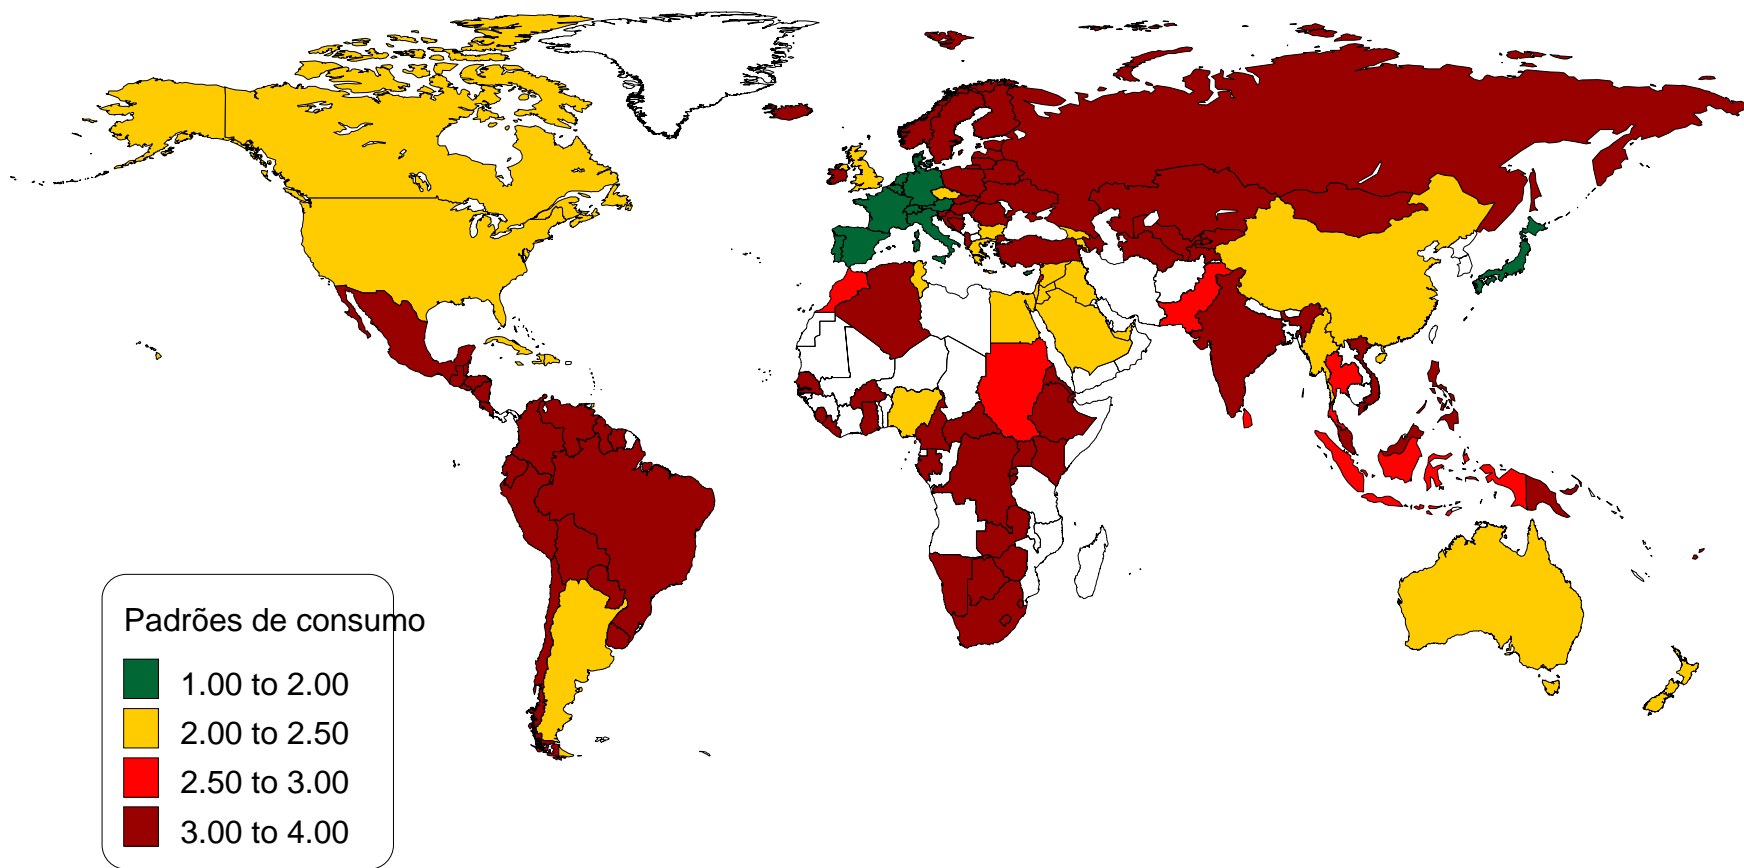 Padrões de consumo
1.00 to 2.00
2.00 to 2.50
2.50 to 3.00
3.00 to 4.00